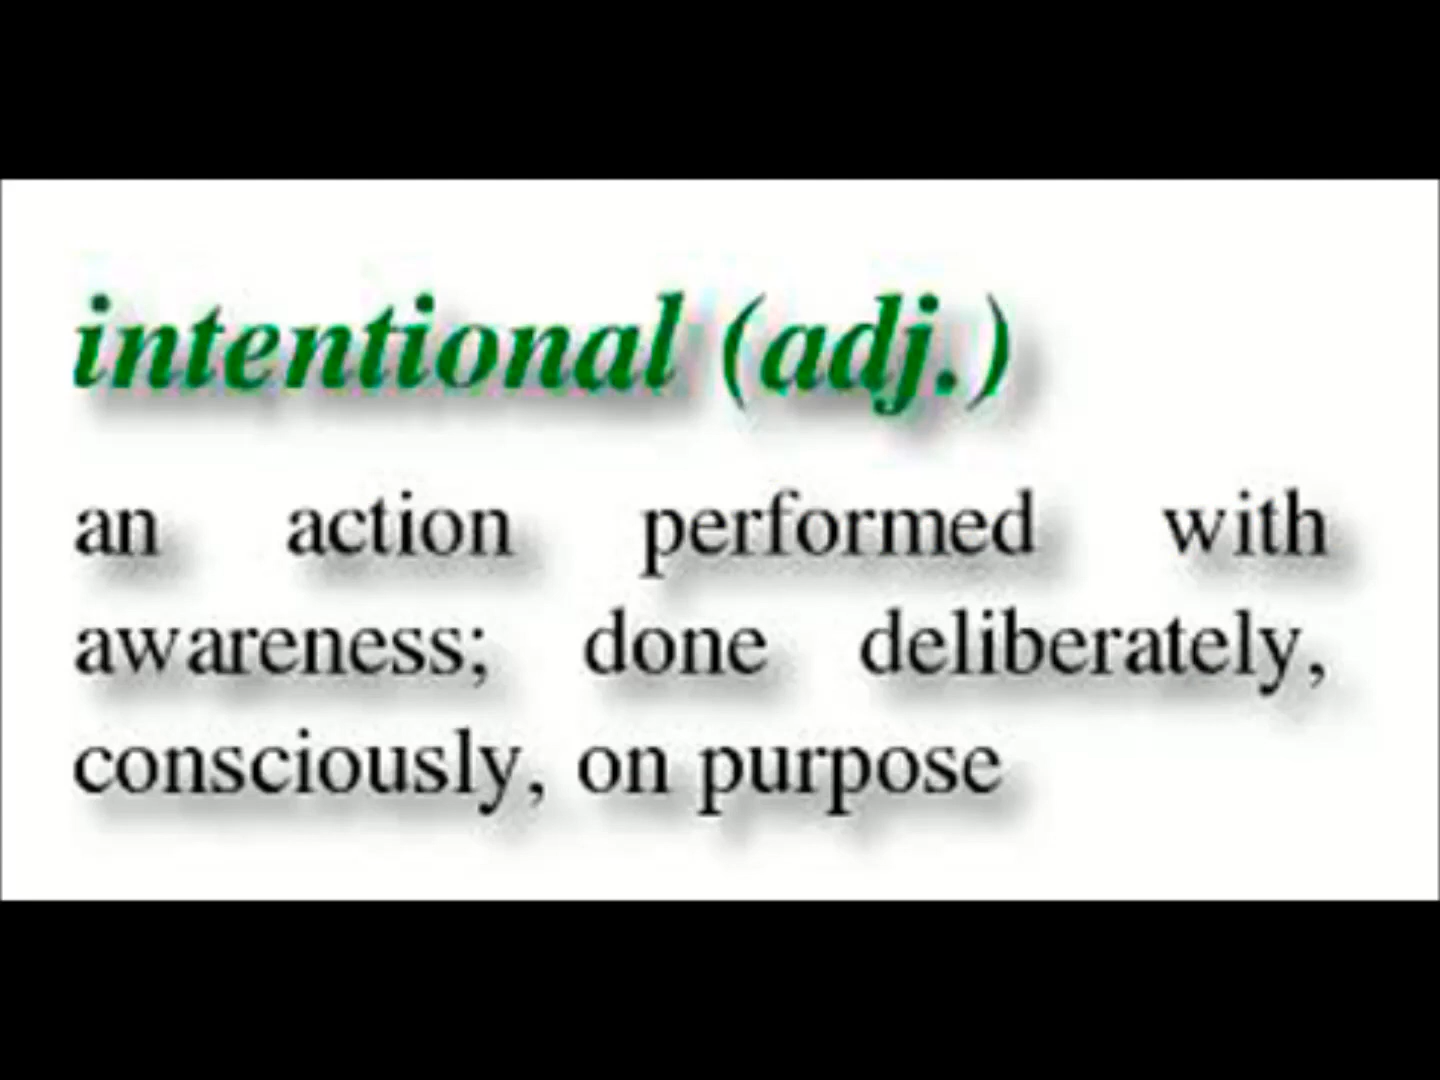 intentional (adj.)
an action performed with
awareness; done deliberately,
consciously, on purpose